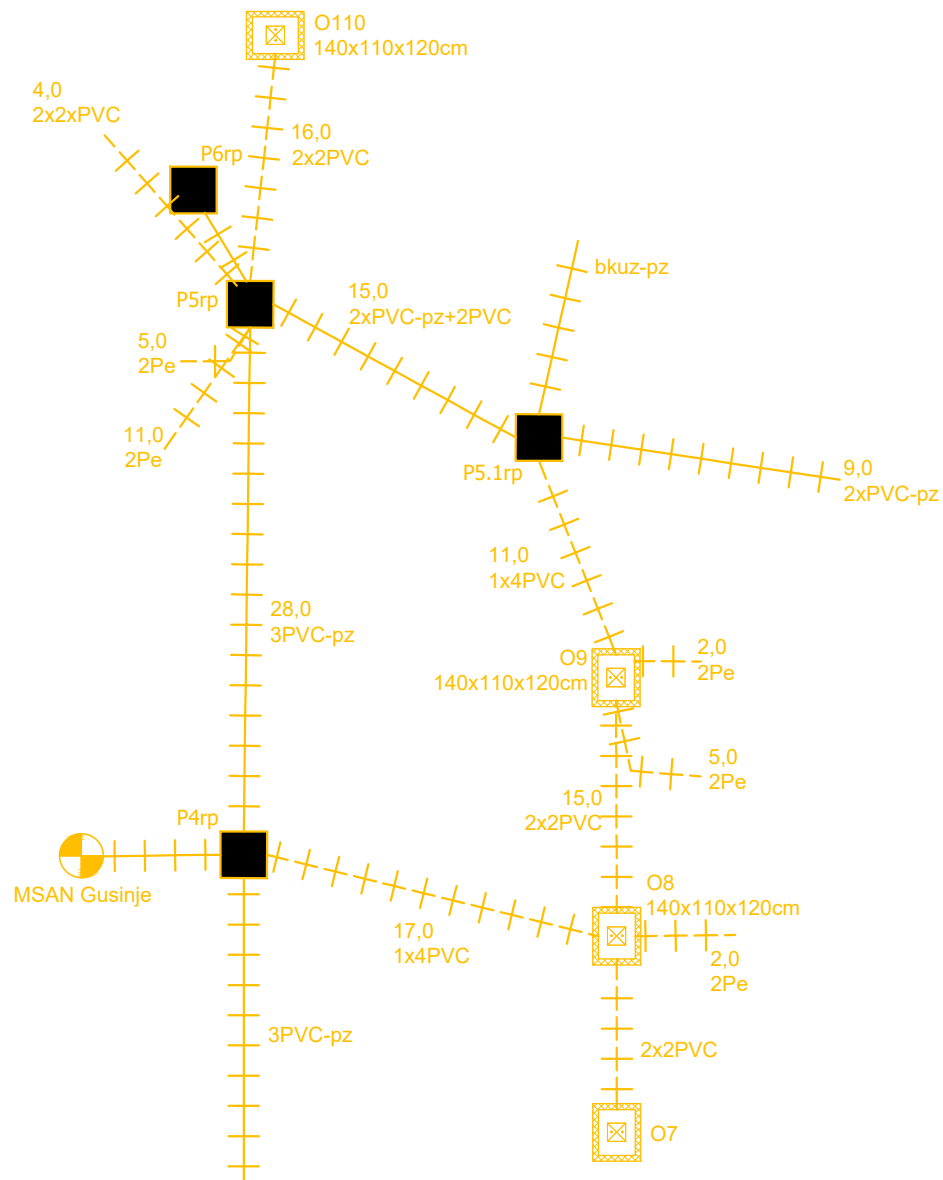 O110
140x110x120cm
4,0
2x2xPVC
16,0
2x2PVC
P6rp
bkuz-pz
P5rp
15,0
2xPVC-pz+2PVC
5,0
2Pe
11,0
2Pe
P5.1rp
9,0
2xPVC-pz
11,0
1x4PVC
28,0
3PVC-pz
O9
140x110x120cm
2,0
2Pe
5,0
2Pe
15,0
2x2PVC
P4rp
MSAN Gusinje
O8
140x110x120cm
17,0
1x4PVC
2,0
2Pe
3PVC-pz
2x2PVC
O7